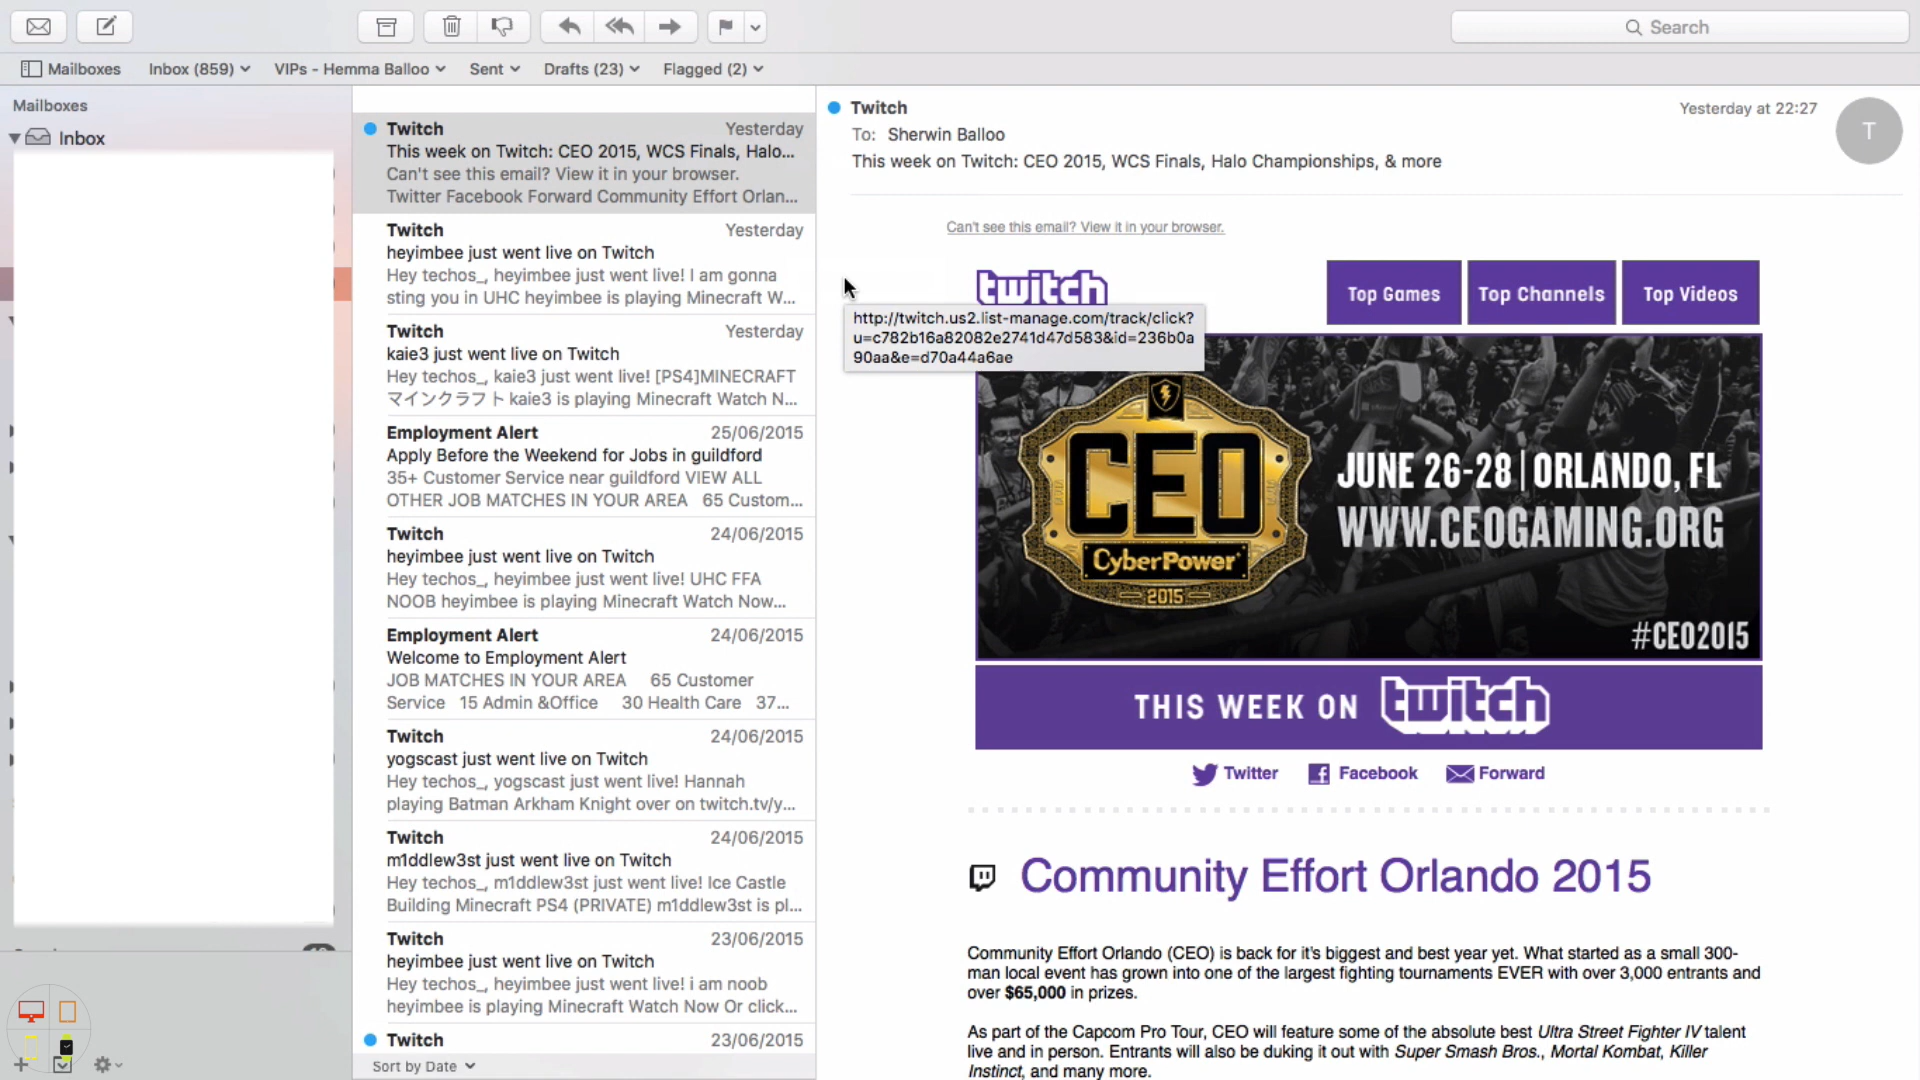 Search
Mailboxes
Inbox (859)
VIPs - Hemma Balloo
Sent
Drafts (23)
Flagged (2)
Mailboxes
Inbox
Twitch Yesterday
This week on Twitch: CEO 2015, WCS Finals, Halo...
Can't see this email? View it in your browser.
Twitter Facebook Forward Community Effort Orlan...
Twitch Yesterday
heyimbee just went live on Twitch
Hey techos_, heyimbee just went live! I am gonna
sting you in UHC heyimbee is playing Minecraft W...
Twitch Yesterday
kaie3 just went live on Twitch
Hey techos_, kaie3 just went live! [PS4]MINECRAFT
マインクラフト kaie3 is playing Minecraft Watch N...
Employment Alert 25/06/2015
Apply Before the Weekend for Jobs in guildford
35+ Customer Service near guildford VIEW ALL
OTHER JOB MATCHES IN YOUR AREA 65 Custom...
Twitch 24/06/2015
heyimbee just went live on Twitch
Hey techos_, heyimbee just went live! UHC FFA
NOOB heyimbee is playing Minecraft Watch Now...
Employment Alert 24/06/2015
Welcome to Employment Alert
JOB MATCHES IN YOUR AREA 65 Customer
Service 15 Admin &Office 30 Health Care 37...
Twitch 24/06/2015
yogscast just went live on Twitch
Hey techos_, yogscast just went live! Hannah
playing Batman Arkham Knight over on twitch.tv/y...
Twitch 24/06/2015
m1ddlew3st just went live on Twitch
Hey techos_, m1ddlew3st just went live! Ice Castle
Building Minecraft PS4 (PRIVATE) m1ddlew3st is pl...
Twitch 23/06/2015
heyimbee just went live on Twitch
Hey techos_, heyimbee just went live! i am noob
heyimbee is playing Minecraft Watch Now Or click...
Twitch 23/06/2015
Sort by Date
Twitch Yesterday at 22:27
T
To: Sherwin Balloo
This week on Twitch: CEO 2015, WCS Finals, Halo Championships, & more
Can't see this email? View it in your browser.
twitch
Top Games
Top Channels
Top Videos
http://twitch.us2.list-manage.com/track/click?
u=c782b16a82082e2741d47d583&id=236b0a
90aa&e=d70a44a6ae
CEO
CyberPower
2015
JUNE 26-28 | ORLANDO, FL
WWW.CEOGAMING.ORG
#CEO2015
THIS WEEK ON twitch
Twitter
Facebook
Forward
Community Effort Orlando 2015
Community Effort Orlando (CEO) is back for it's biggest and best year yet. What started as a small 300-
man local event has grown into one of the largest fighting tournaments EVER with over 3,000 entrants and
over $65,000 in prizes.
As part of the Capcom Pro Tour, CEO will feature some of the absolute best Ultra Street Fighter IV talent
live and in person. Entrants will also be duking it out with Super Smash Bros., Mortal Kombat, Killer
Instinct, and many more.